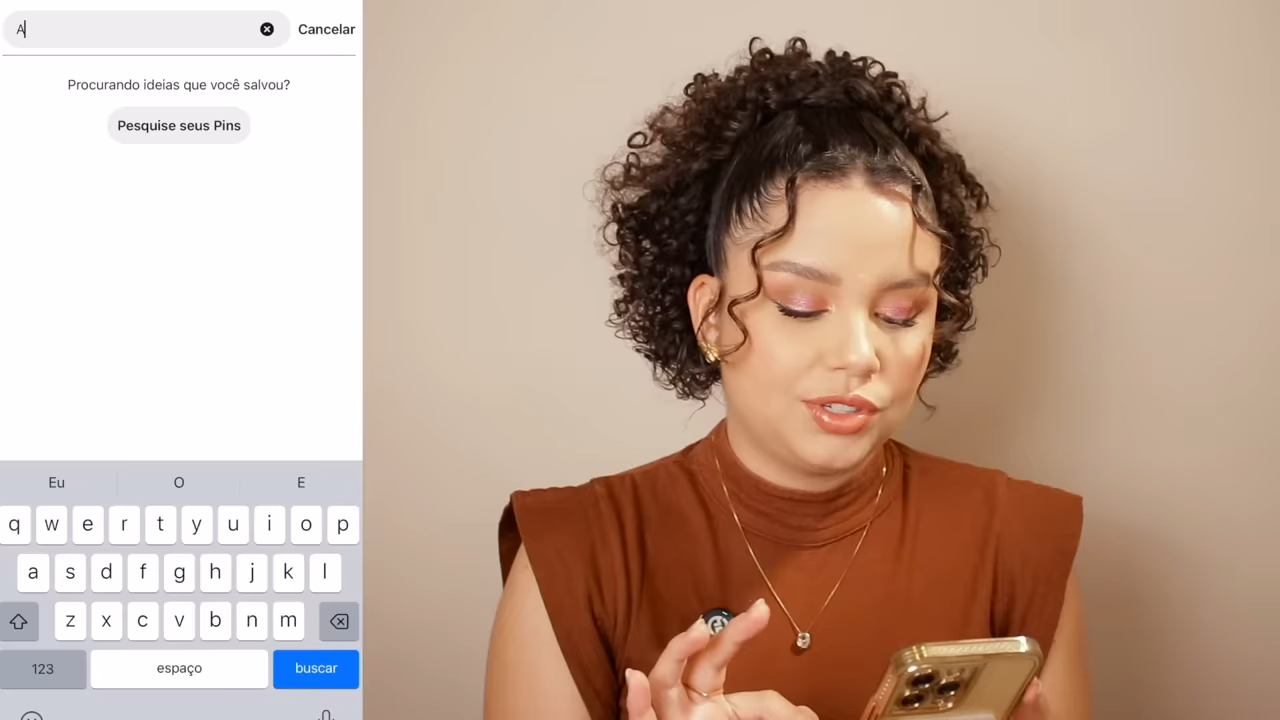 A
Cancelar
Procurando ideias que você salvou?
Pesquise seus Pins
Eu O E
q w e r t y u i o p
a s d f g h j k l
z x c v b n m
123 espaço buscar